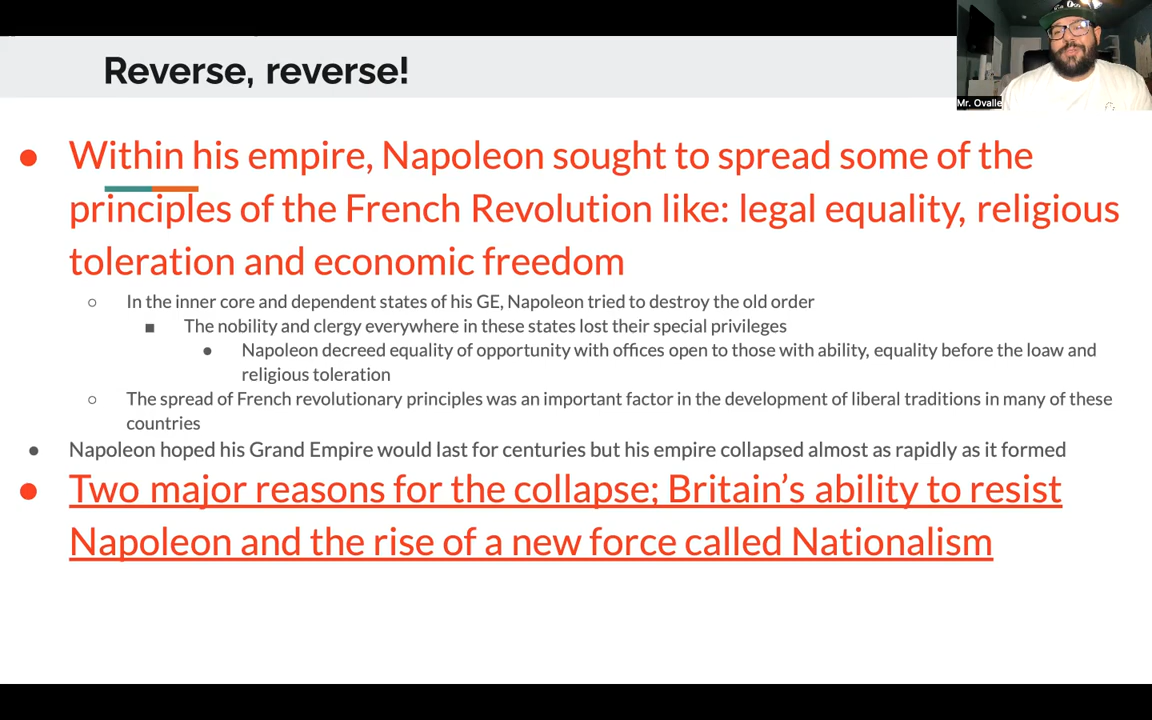 Reverse, reverse!
Mr. Ovalle
● Within his empire, Napoleon sought to spread some of the
principles of the French Revolution like: legal equality, religious
toleration and economic freedom
○ In the inner core and dependent states of his GE, Napoleon tried to destroy the old order
■ The nobility and clergy everywhere in these states lost their special privileges
● Napoleon decreed equality of opportunity with offices open to those with ability, equality before the loaw and
religious toleration
○ The spread of French revolutionary principles was an important factor in the development of liberal traditions in many of these
countries
● Napoleon hoped his Grand Empire would last for centuries but his empire collapsed almost as rapidly as it formed
● Two major reasons for the collapse; Britain's ability to resist
Napoleon and the rise of a new force called Nationalism